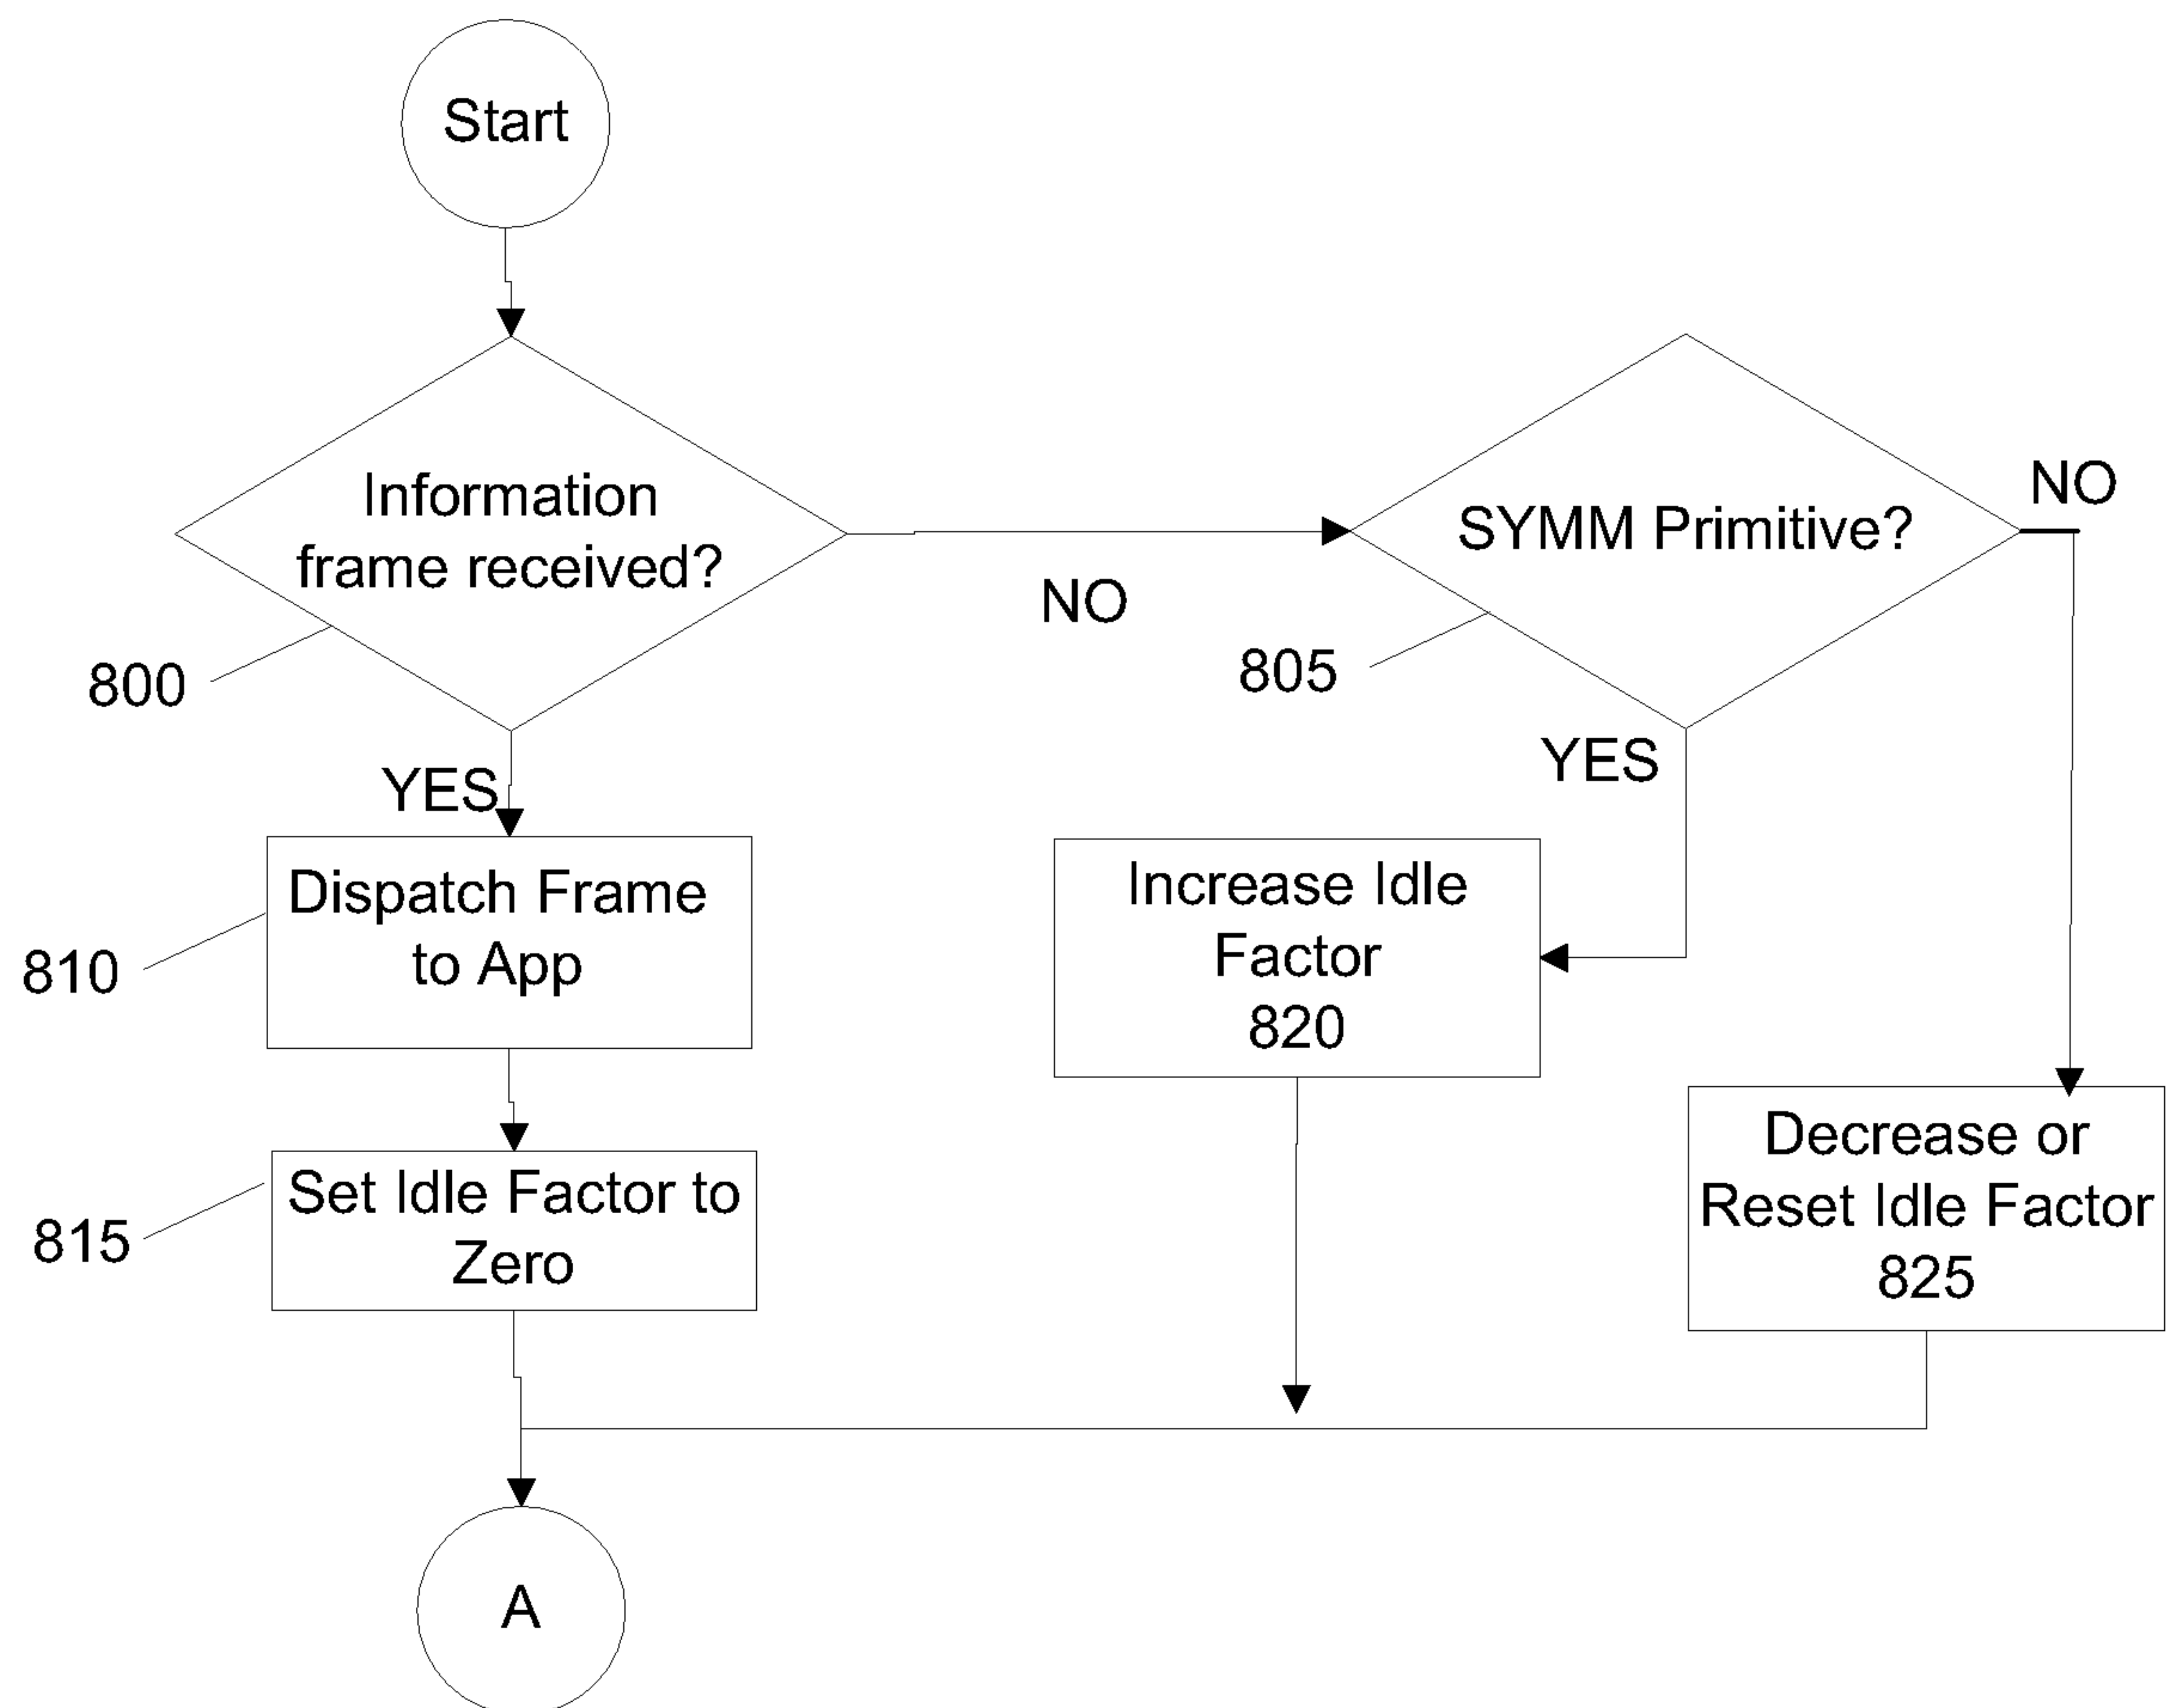 Start
Information
frame received?
800
NO
SYMM Primitive?
NO
805
YES
YES
Dispatch Frame
to App
810
Increase Idle
Factor
820
Set Idle Factor to
Zero
815
Decrease or
Reset Idle Factor
825
A